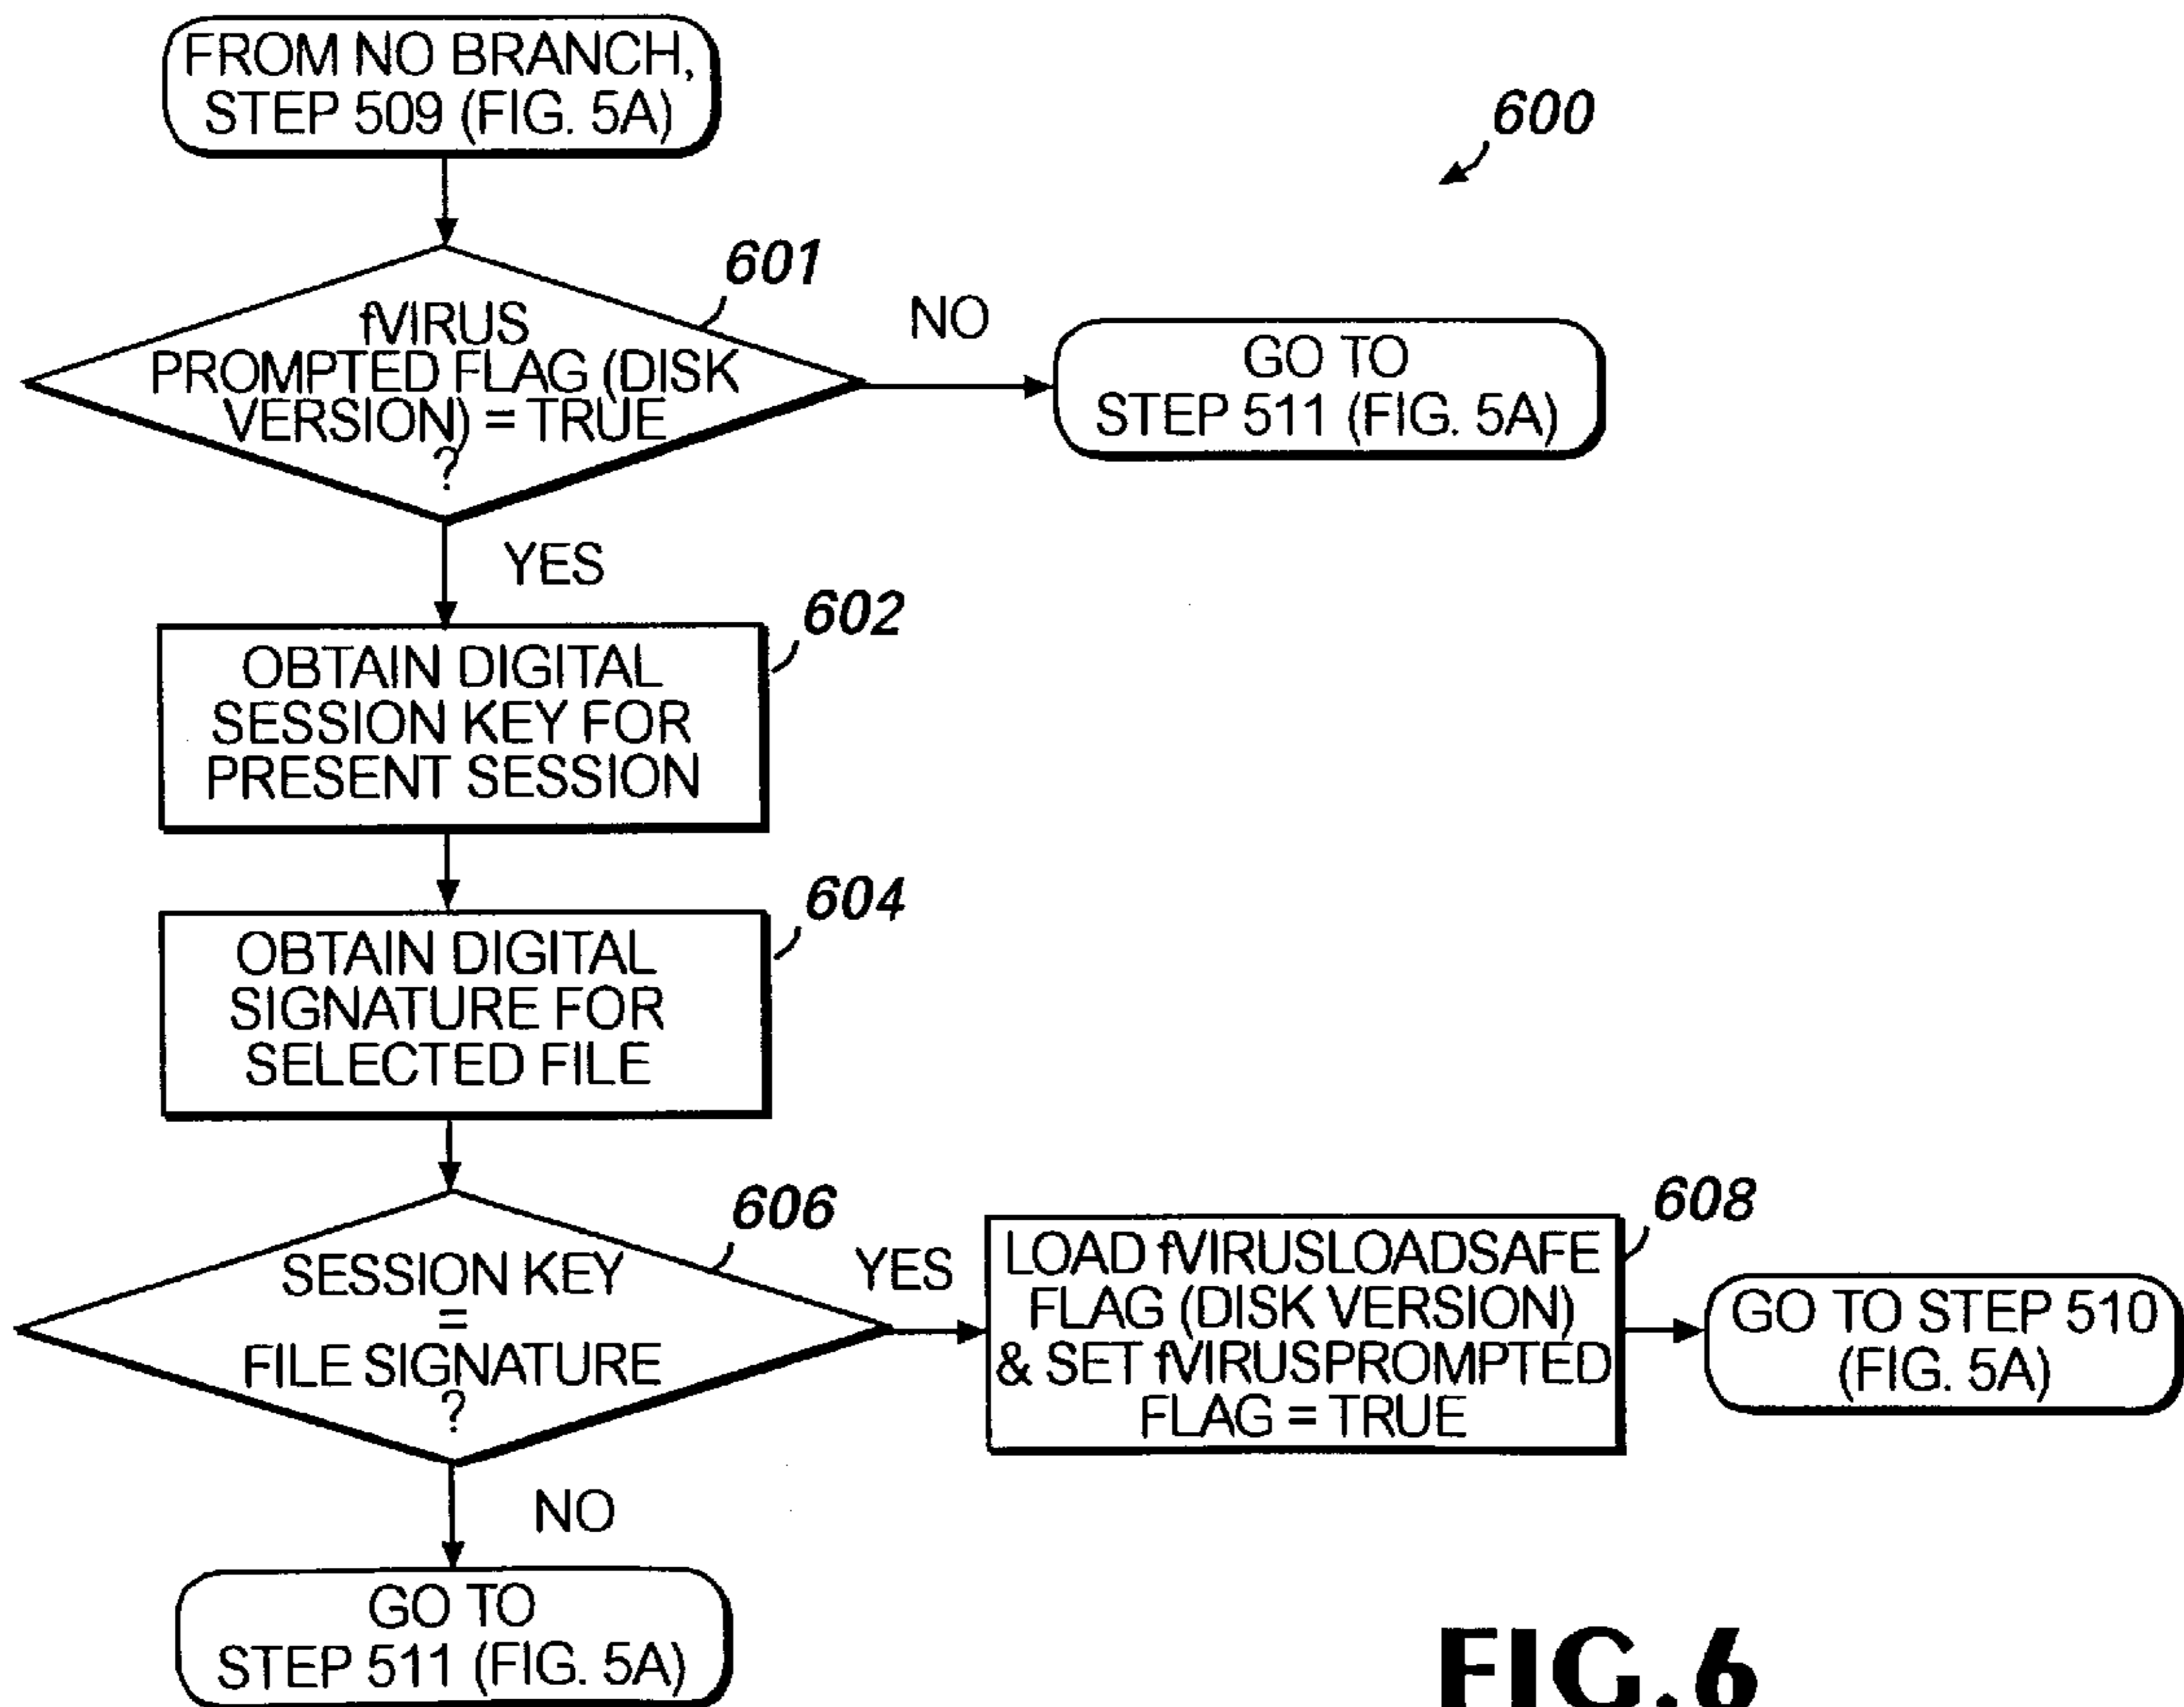 FROM NO BRANCH,
STEP 509 (FIG. 5A)
600
601
fVIRUS
PROMPTED FLAG (DISK
VERSION) = TRUE
?
NO
GO TO
STEP 511 (FIG. 5A)
YES
602
OBTAIN DIGITAL
SESSION KEY FOR
PRESENT SESSION
604
OBTAIN DIGITAL
SIGNATURE FOR
SELECTED FILE
606
SESSION KEY
=
FILE SIGNATURE
?
YES
608
LOAD fVIRUSLOADSAFE
FLAG (DISK VERSION)
& SET fVIRUSPROMPTED
FLAG = TRUE
GO TO STEP 510
(FIG. 5A)
NO
GO TO
STEP 511 (FIG. 5A)
FIG.6